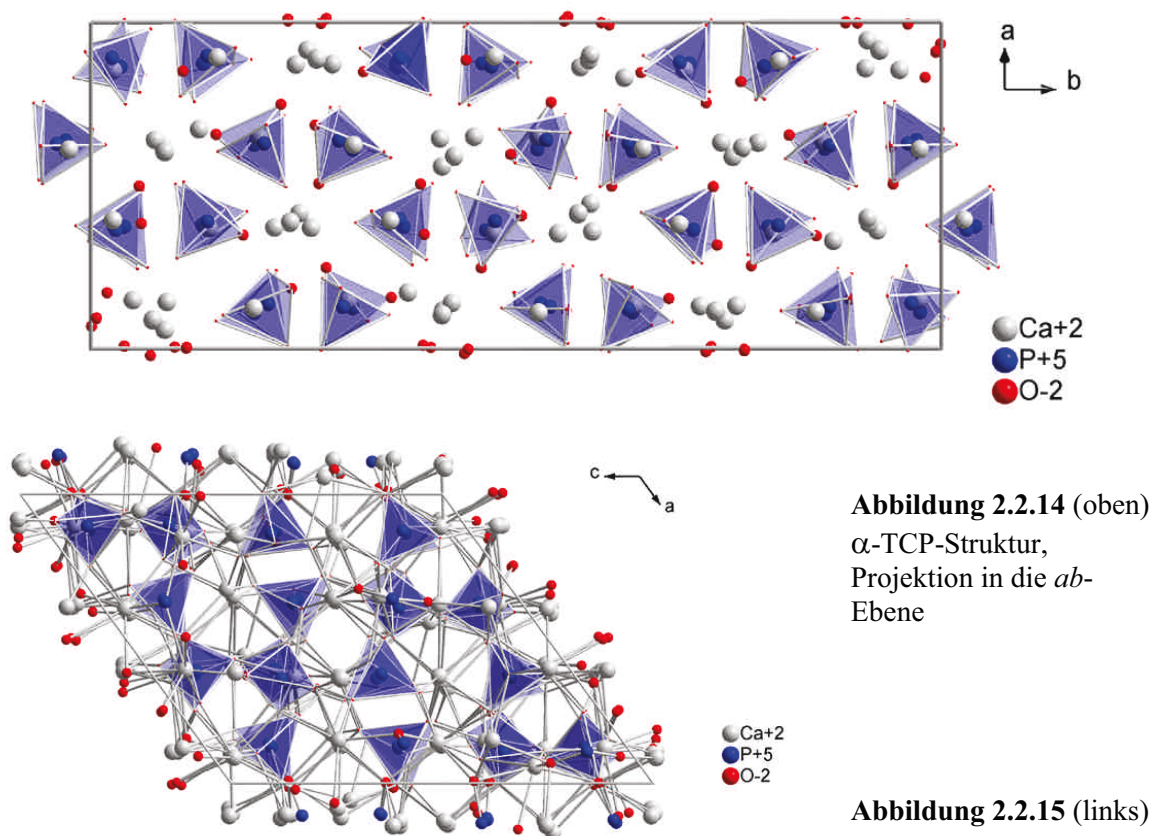 a
b
Ca+2
P+5
O-2
c
a
Abbildung 2.2.14 (oben)
α-TCP-Struktur,
Projektion in die ab-
Ebene
Ca+2
P+5
O-2
Abbildung 2.2.15 (links)